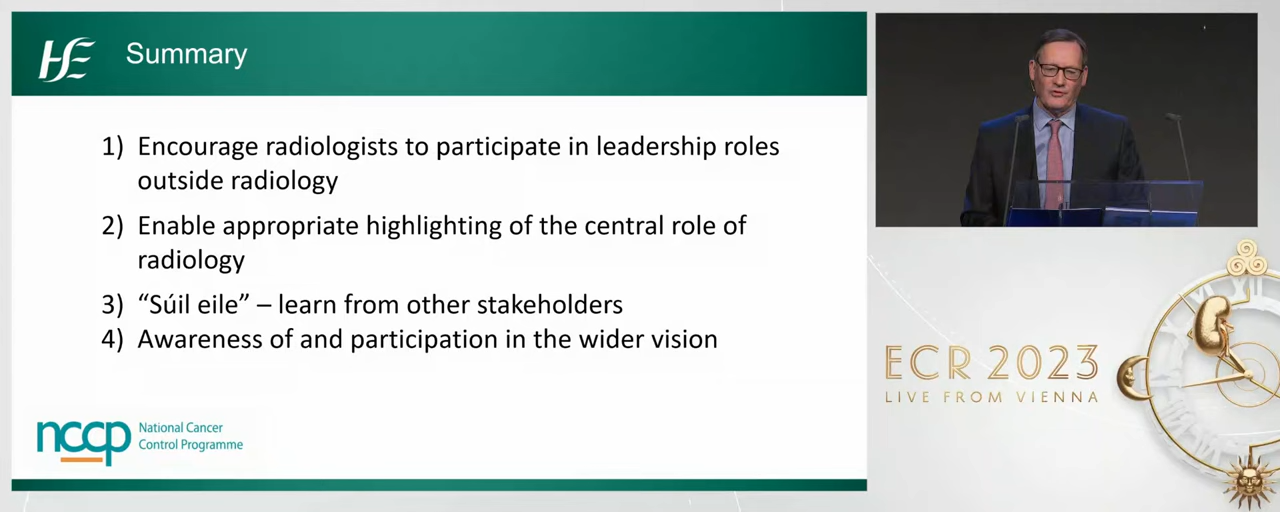 HSE
Summary
1) Encourage radiologists to participate in leadership roles
outside radiology
2) Enable appropriate highlighting of the central role of
radiology
3) “Súil eile” – learn from other stakeholders
4) Awareness of and participation in the wider vision
nccp
National Cancer
Control Programme
ECR 2023
LIVE FROM VIENNA